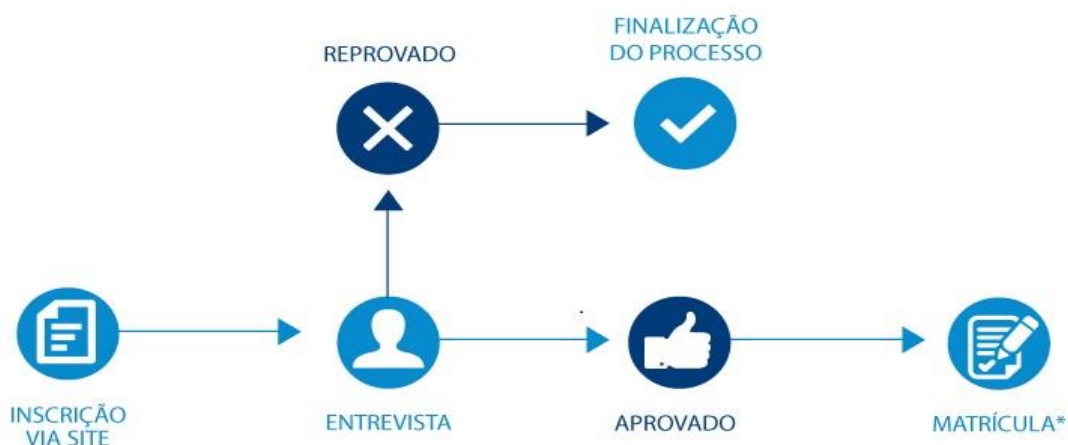 FINALIZAÇÃO
DO PROCESSO
REPROVADO
INSCRIÇÃO
VIA SITE
ENTREVISTA
APROVADO
MATRÍCULA*